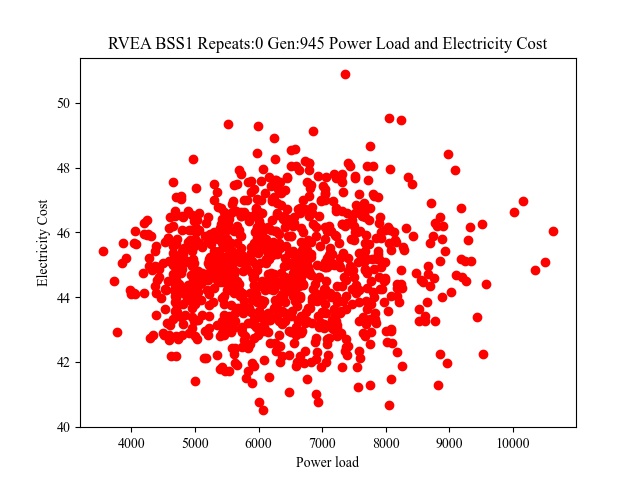 RVEA BSS1 Repeats:0 Gen:945 Power Load and Electricity Cost
Electricity Cost
50
48
46
44
42
40
4000 5000 6000 7000 8000 9000 10000
Power load